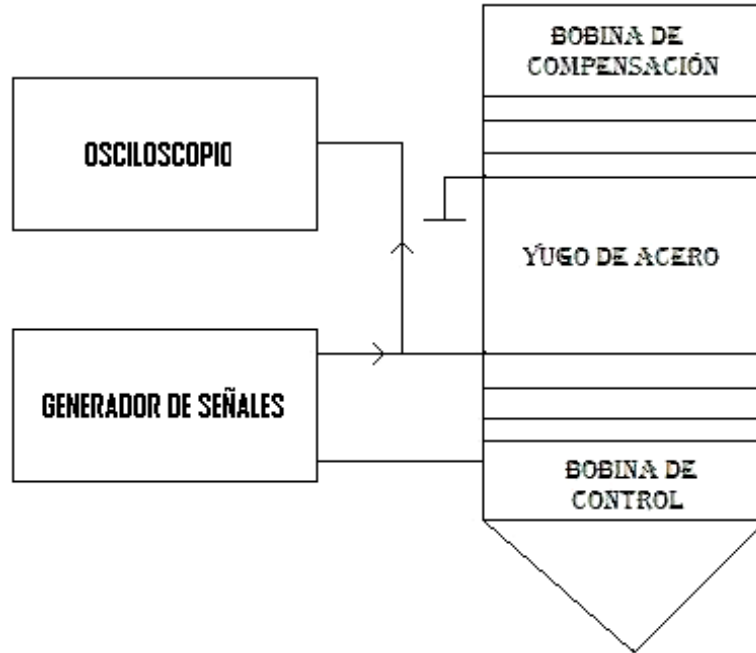 BOBINA DE
COMPENSACIÓN
OSCILOSCOPIO
YUGO DE ACERO
GENERADOR DE SEÑALES
BOBINA DE
CONTROL